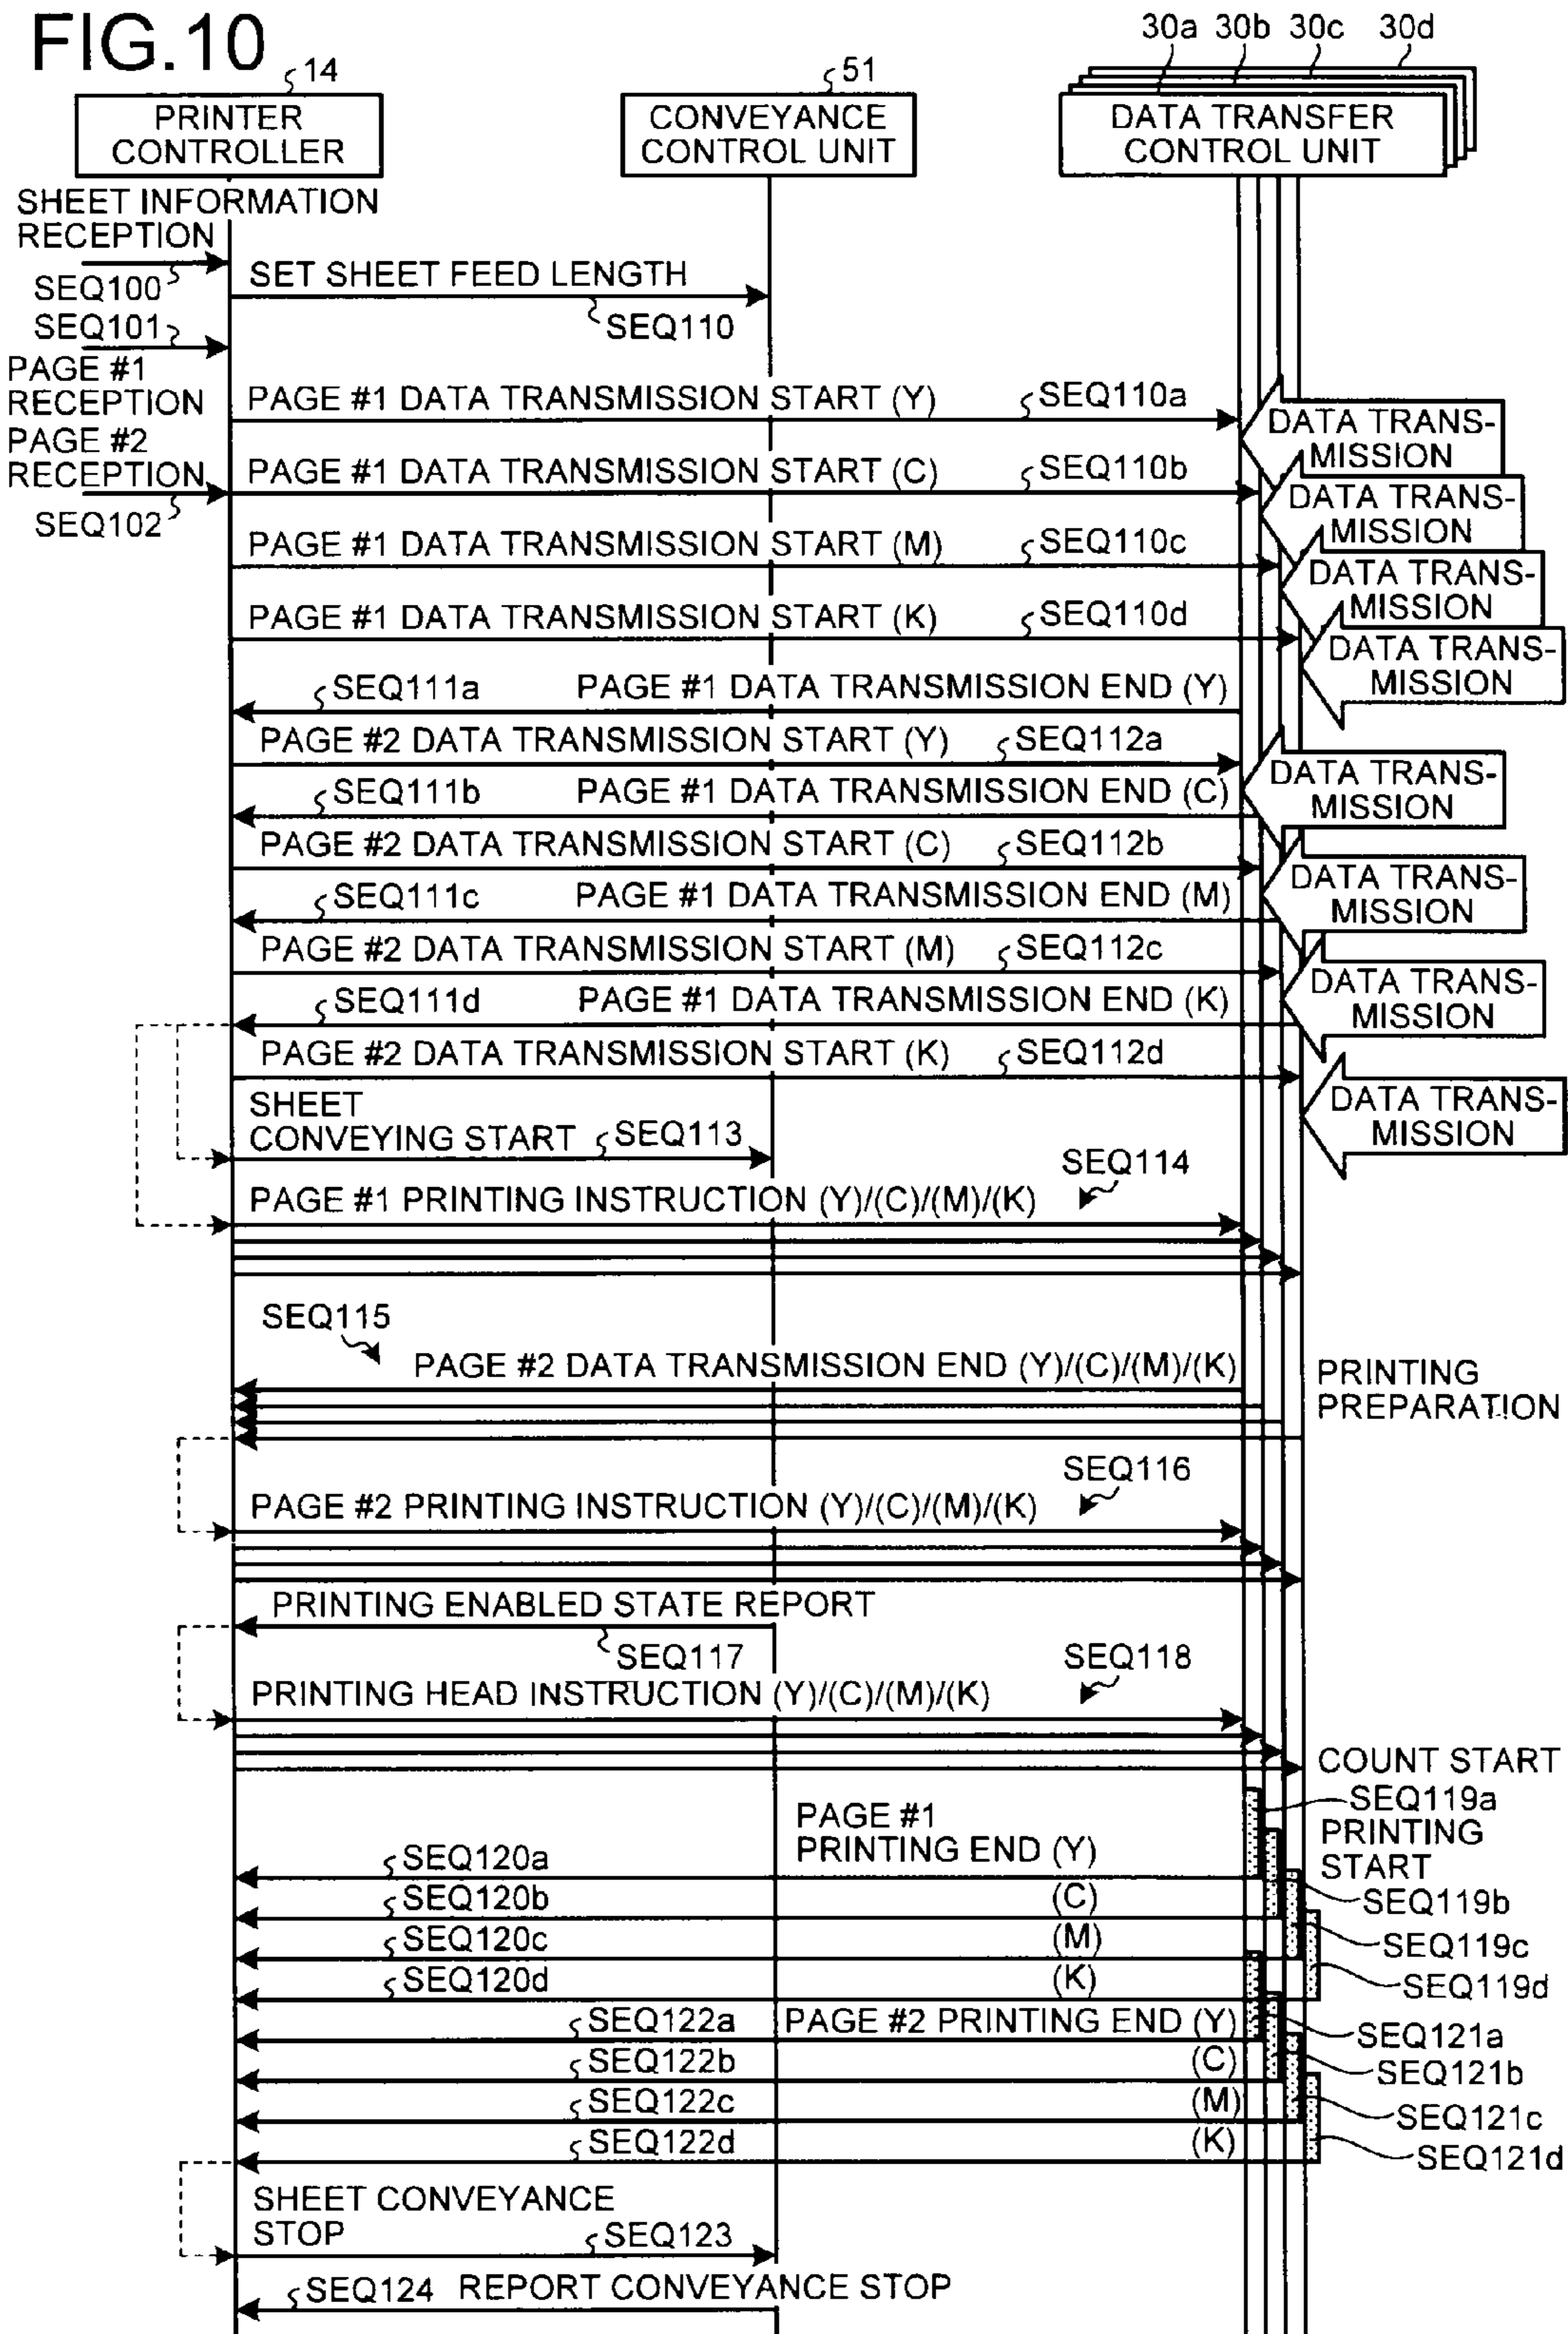 FIG.10
14
51
30a 30b 30c 30d
PRINTER
CONTROLLER
CONVEYANCE
CONTROL UNIT
DATA TRANSFER
CONTROL UNIT
SHEET INFORMATION
RECEPTION
SEQ100
SET SHEET FEED LENGTH
SEQ110
SEQ101
PAGE #1
RECEPTION
PAGE #1 DATA TRANSMISSION START (Y)
SEQ110a
DATA TRANS-
MISSION
PAGE #2
RECEPTION
SEQ102
PAGE #1 DATA TRANSMISSION START (C)
SEQ110b
DATA TRANS-
MISSION
PAGE #1 DATA TRANSMISSION START (M)
SEQ110c
DATA TRANS-
MISSION
PAGE #1 DATA TRANSMISSION START (K)
SEQ110d
DATA TRANS-
MISSION
SEQ111a
PAGE #1 DATA TRANSMISSION END (Y)
PAGE #2 DATA TRANSMISSION START (Y)
SEQ112a
DATA TRANS-
MISSION
SEQ111b
PAGE #1 DATA TRANSMISSION END (C)
PAGE #2 DATA TRANSMISSION START (C)
SEQ112b
DATA TRANS-
MISSION
SEQ111c
PAGE #1 DATA TRANSMISSION END (M)
PAGE #2 DATA TRANSMISSION START (M)
SEQ112c
DATA TRANS-
MISSION
SEQ111d
PAGE #1 DATA TRANSMISSION END (K)
PAGE #2 DATA TRANSMISSION START (K)
SEQ112d
DATA TRANS-
MISSION
SHEET
CONVEYING START
SEQ113
SEQ114
PAGE #1 PRINTING INSTRUCTION (Y)/(C)/(M)/(K)
SEQ115
PAGE #2 DATA TRANSMISSION END (Y)/(C)/(M)/(K)
PRINTING
PREPARATION
SEQ116
PAGE #2 PRINTING INSTRUCTION (Y)/(C)/(M)/(K)
PRINTING ENABLED STATE REPORT
SEQ117
SEQ118
PRINTING HEAD INSTRUCTION (Y)/(C)/(M)/(K)
COUNT START
SEQ119a
PRINTING
START
PAGE #1
PRINTING END (Y)
SEQ120a
SEQ119b
SEQ120b
(C)
SEQ119c
SEQ120c
(M)
SEQ119d
SEQ120d
(K)
SEQ122a
PAGE #2 PRINTING END (Y)
SEQ121a
SEQ122b
(C)
SEQ121b
SEQ122c
(M)
SEQ121c
SEQ122d
(K)
SEQ121d
SHEET CONVEYANCE
STOP
SEQ123
SEQ124
REPORT CONVEYANCE STOP